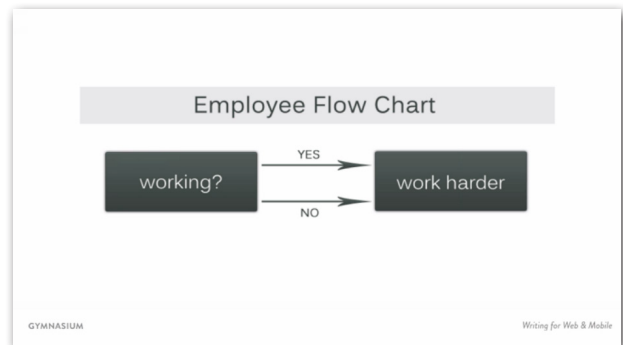 Employee Flow Chart
YES
working?
work harder
NO
GYMNASIUM
Writing for Web & Mobile